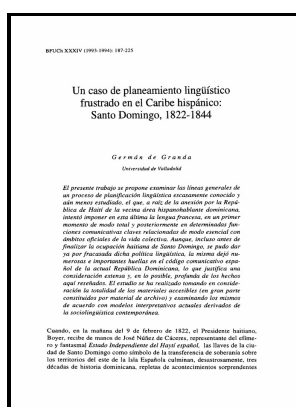 BFUCh XXXIV (1993-1994): 187-225
Un caso de planeamiento lingüístico
frustrado en el Caribe hispánico:
Santo Domingo, 1822-1844
Germán de Granda
Universidad de Valladolid
El presente trabajo se propone examinar las líneas generales de
un proceso de planificación lingüística escasamente conocido y
aún menos estudiado, el que, a raíz de la anexión por la Repú-
blica de Haití de la vecina área hispanohablante dominicana,
intentó imponer en esta última la lengua francesa, en un primer
momento de modo total y posteriormente en determinadas fun-
ciones comunicativas claves relacionadas de modo esencial con
ámbitos oficiales de la vida colectiva. Aunque, incluso antes de
finalizar la ocupación haitiana de Santo Domingo, se pudo dar
ya por fracasada dicha política lingüística, la misma dejó nu-
merosas e importantes huellas en el código comunicativo espa-
ñol de la actual República Dominicana, lo que justifica una
consideración extensa y, en lo posible, profunda de los hechos
aquí reseñados. El estudio se ha realizado tomando en conside-
ración la totalidad de los materiales accesibles (en gran parte
constituidos por material de archivo) y examinando los mismos
de acuerdo con modelos interpretativos actuales derivados de
la sociolingüística contemporánea.
Cuando, en la mañana del 9 de febrero de 1822, el Presidente haitiano,
Boyer, recibe de manos de José Núñez de Cáceres, representante del efíme-
ro y fantasmal Estado Independiente del Haytí español, las llaves de la ciu-
dad de Santo Domingo como símbolo de la transferencia de soberanía sobre
los territorios del este de la Isla Española culmina, desastrosamente, tres
décadas de historia dominicana, repletas de acontecimientos sorprendentes